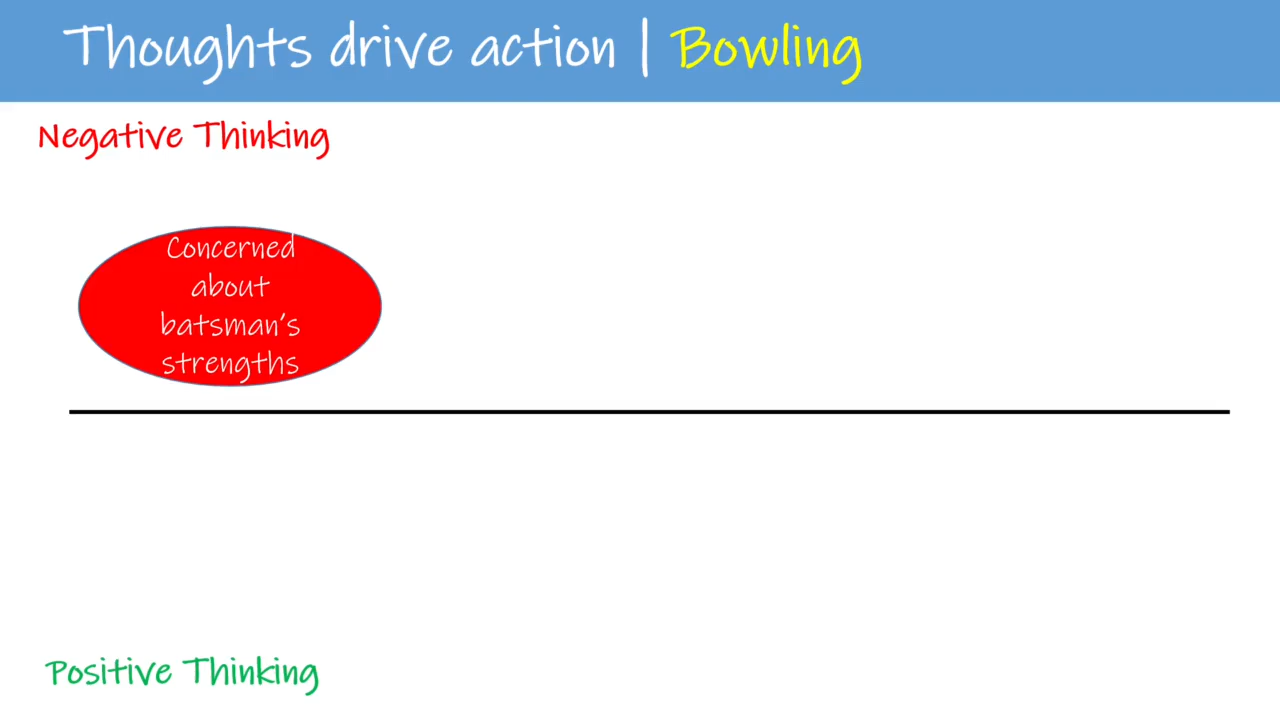 Thoughts drive action | Bowling
Negative Thinking
Concerned
about
batsman's
strengths
Positive Thinking